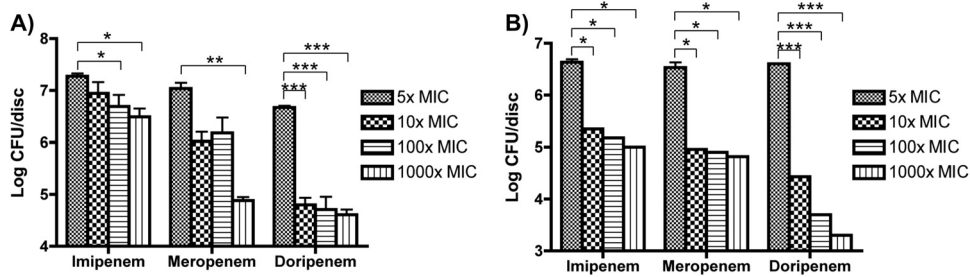 A)
Log CFU/disc
8
7
6
5
4
*
*
**
***
***
***
Imipenem
Meropenem
Doripenem
5x MIC
10x MIC
100x MIC
1000x MIC
B)
Log CFU/disc
7
6
5
4
3
*
*
*
*
*
*
***
***
***
Imipenem
Meropenem
Doripenem
5x MIC
10x MIC
100x MIC
1000x MIC